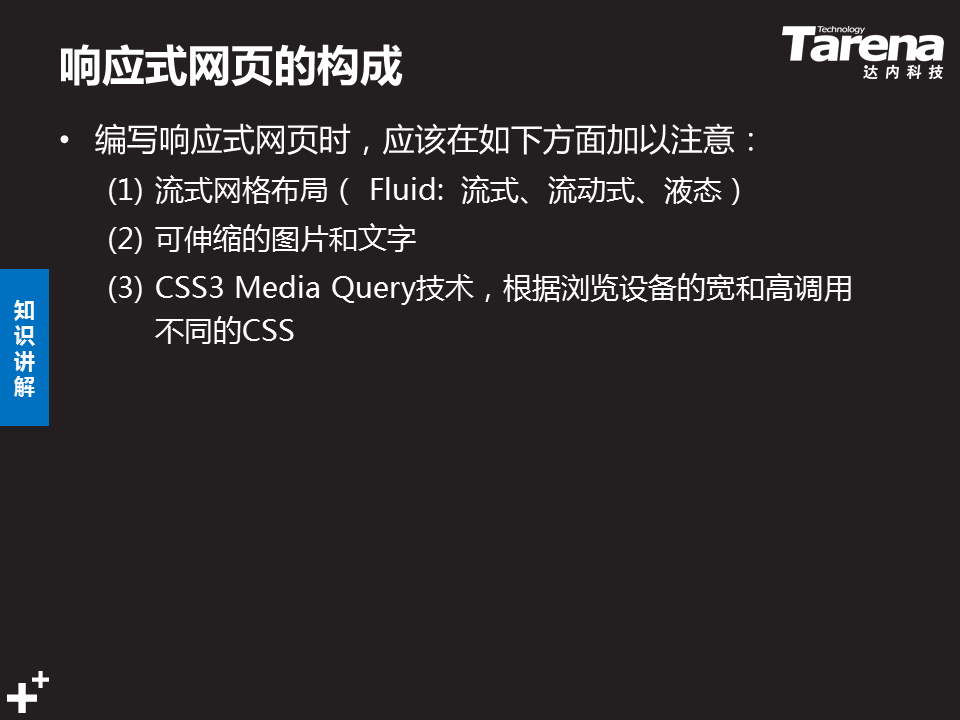 响应式网页的构成
Technology
Tarena
达内科技
• 编写响应式网页时，应该在如下方面加以注意：
(1) 流式网格布局（ Fluid: 流式、流动式、液态）
(2) 可伸缩的图片和文字
(3) CSS3 Media Query技术，根据浏览设备的宽和高调用
不同的CSS
知
识
讲
解